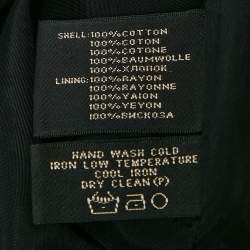 SHELL:100%COTTON
100%COTON
100%COTONE
100%BAUMWOLLE
100%ХЛОПОК
LINING:100%RAYON
100%RAYONNE
100%YAION
100%YEYON
100%ВИСКОЗА
HAND WASH COLD
IRON LOW TEMPERATURE
COOL IRON
DRY CLEAN(P)